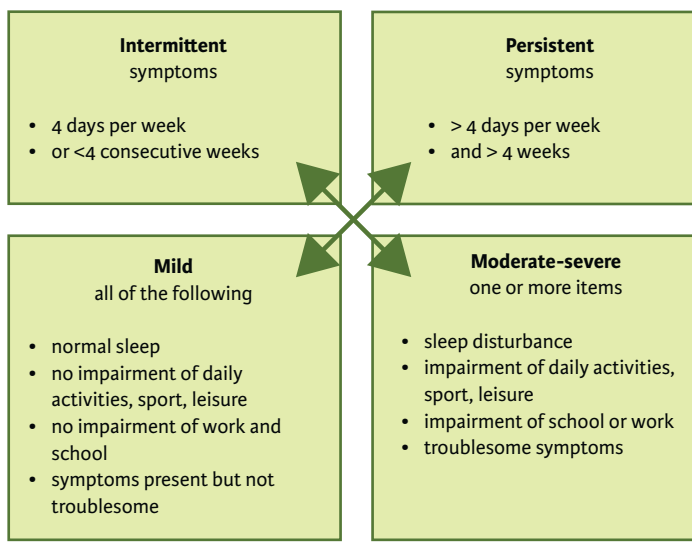 Intermittent
symptoms
• 4 days per week
• or <4 consecutive weeks
Persistent
symptoms
• > 4 days per week
• and > 4 weeks
Mild
all of the following
• normal sleep
• no impairment of daily
activities, sport, leisure
• no impairment of work and
school
• symptoms present but not
troublesome
Moderate-severe
one or more items
• sleep disturbance
• impairment of daily activities,
sport, leisure
• impairment of school or work
• troublesome symptoms